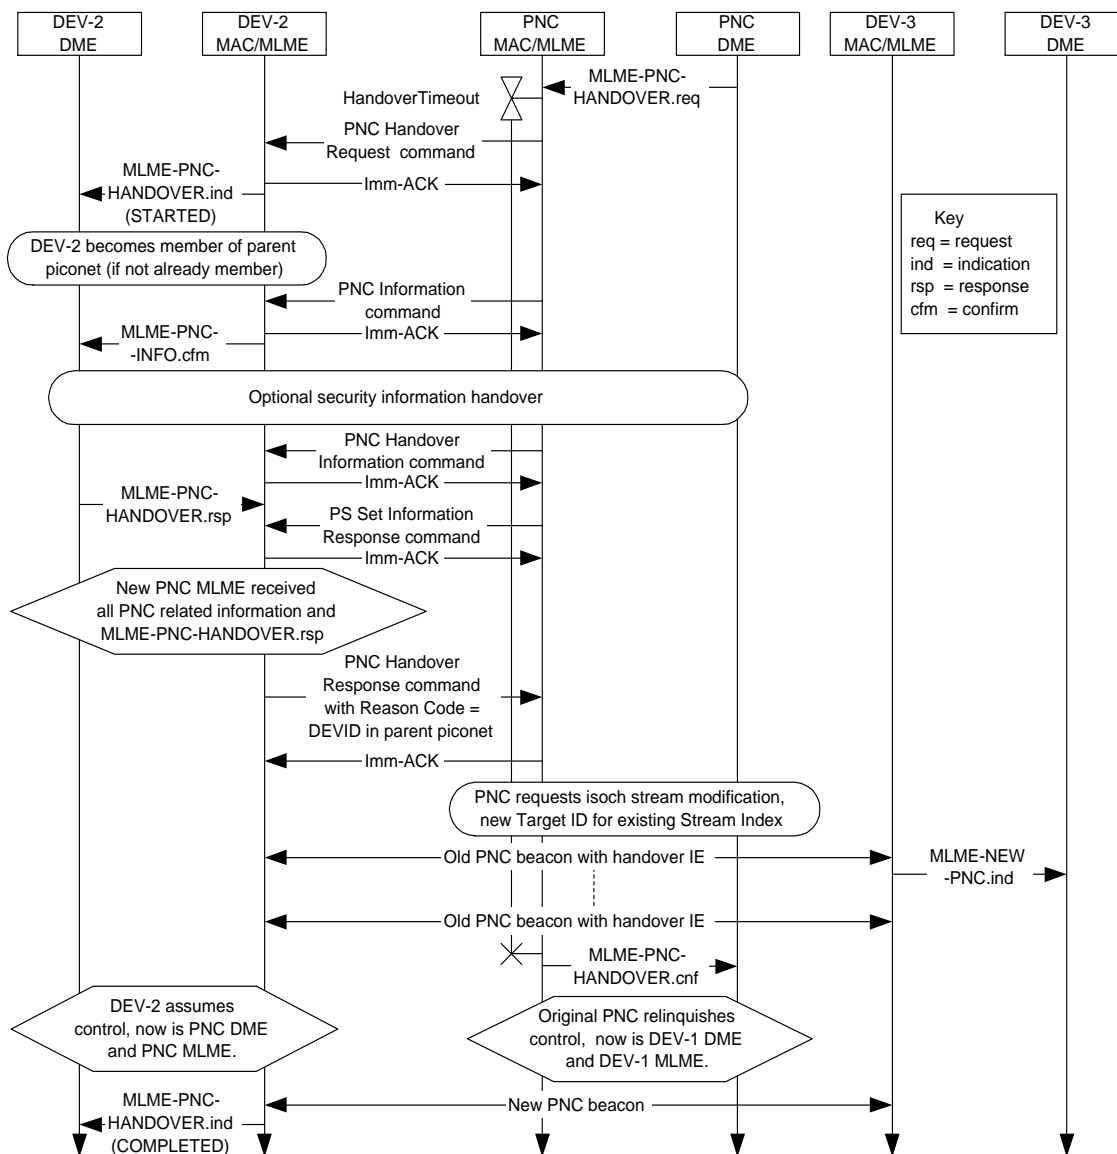 DEV-2
DME
DEV-2
MAC/MLME
PNC
MAC/MLME
PNC
DME
DEV-3
MAC/MLME
DEV-3
DME
MLME-PNC-
HANDOVER.req
HandoverTimeout
PNC Handover
Request command
MLME-PNC-
HANDOVER.ind
(STARTED)
Imm-ACK
Key
req = request
ind = indication
rsp = response
cfm = confirm
DEV-2 becomes member of parent
piconet (if not already member)
PNC Information
command
MLME-PNC-
-INFO.cfm
Imm-ACK
Optional security information handover
PNC Handover
Information command
Imm-ACK
MLME-PNC-
HANDOVER.rsp
PS Set Information
Response command
Imm-ACK
New PNC MLME received
all PNC related information and
MLME-PNC-HANDOVER.rsp
PNC Handover
Response command
with Reason Code =
DEVID in parent piconet
Imm-ACK
PNC requests isoch stream modification,
new Target ID for existing Stream Index
Old PNC beacon with handover IE
MLME-NEW
-PNC.ind
Old PNC beacon with handover IE
MLME-PNC-
HANDOVER.cnf
DEV-2 assumes
control, now is PNC DME
and PNC MLME.
Original PNC relinquishes
control, now is DEV-1 DME
and DEV-1 MLME.
New PNC beacon
MLME-PNC-
HANDOVER.ind
(COMPLETED)